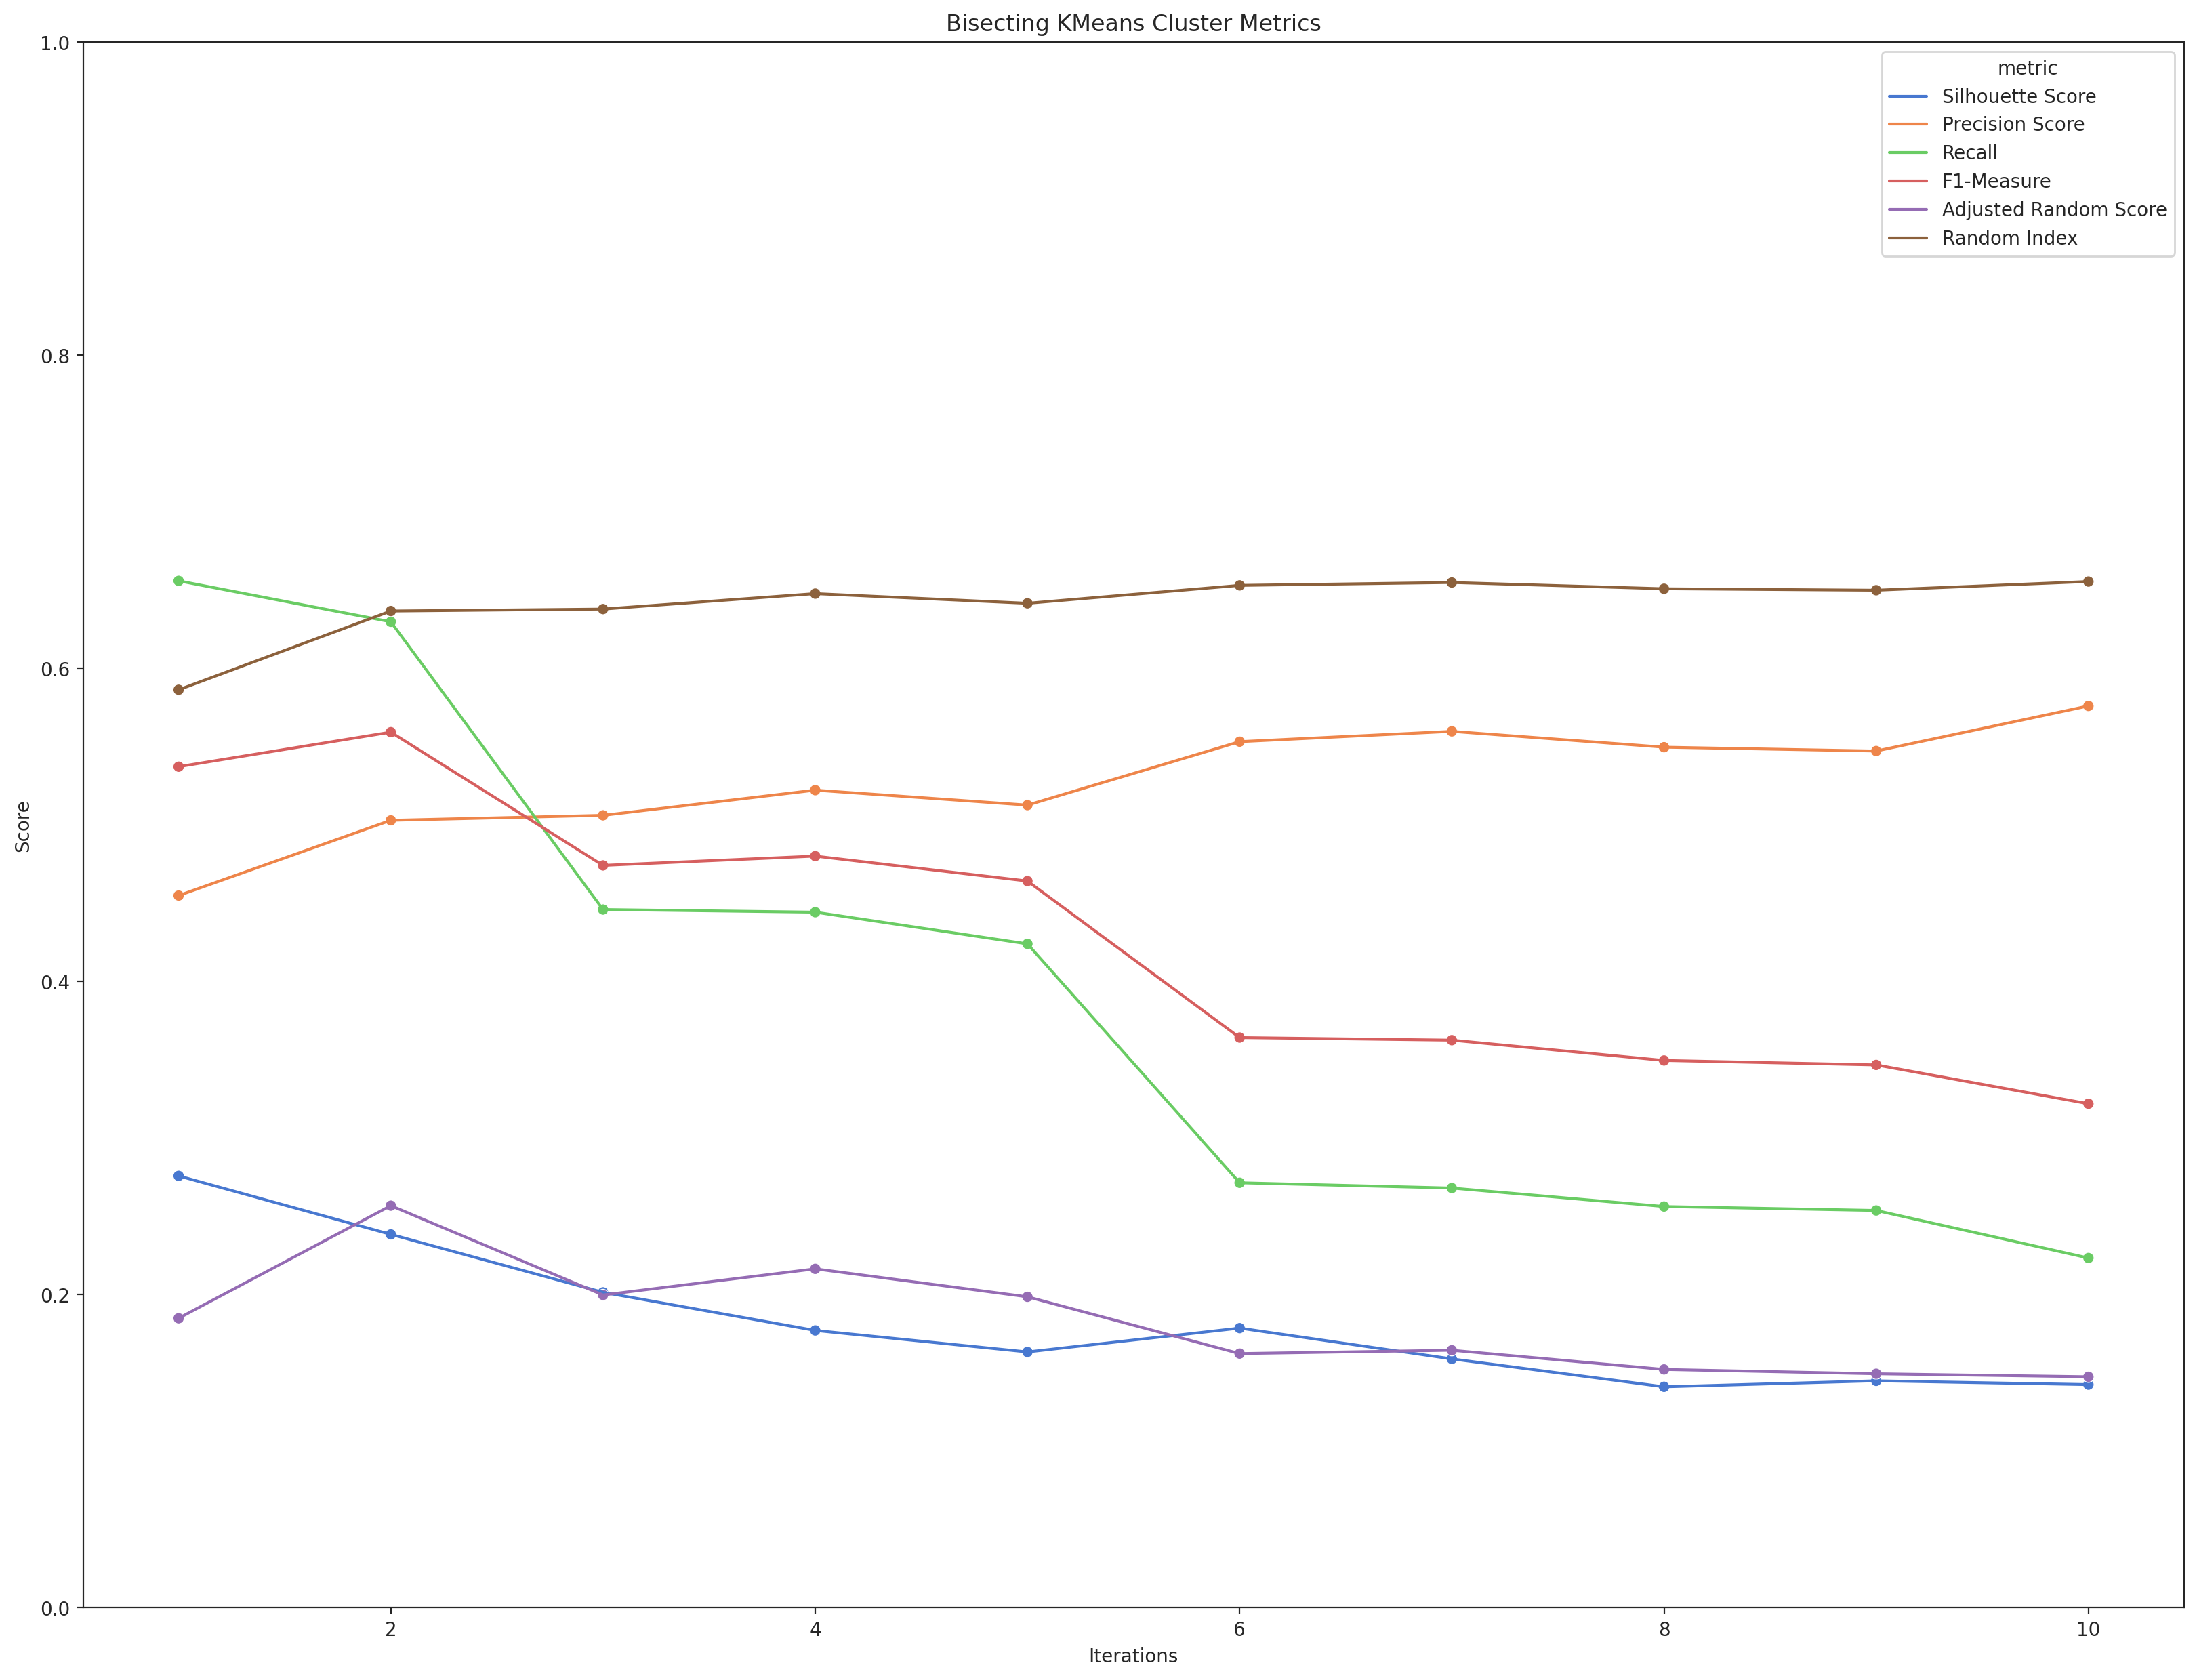 Bisecting KMeans Cluster Metrics
metric
Silhouette Score
Precision Score
Recall
F1-Measure
Adjusted Random Score
Random Index
Score
1.0
0.8
0.6
0.4
0.2
0.0
2 4 6 8 10
Iterations